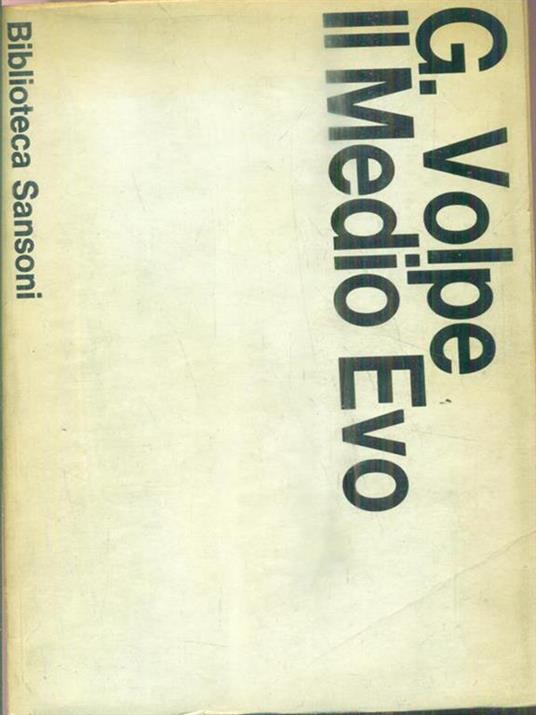 G. Volpe
Il Medio Evo
Biblioteca Sansoni